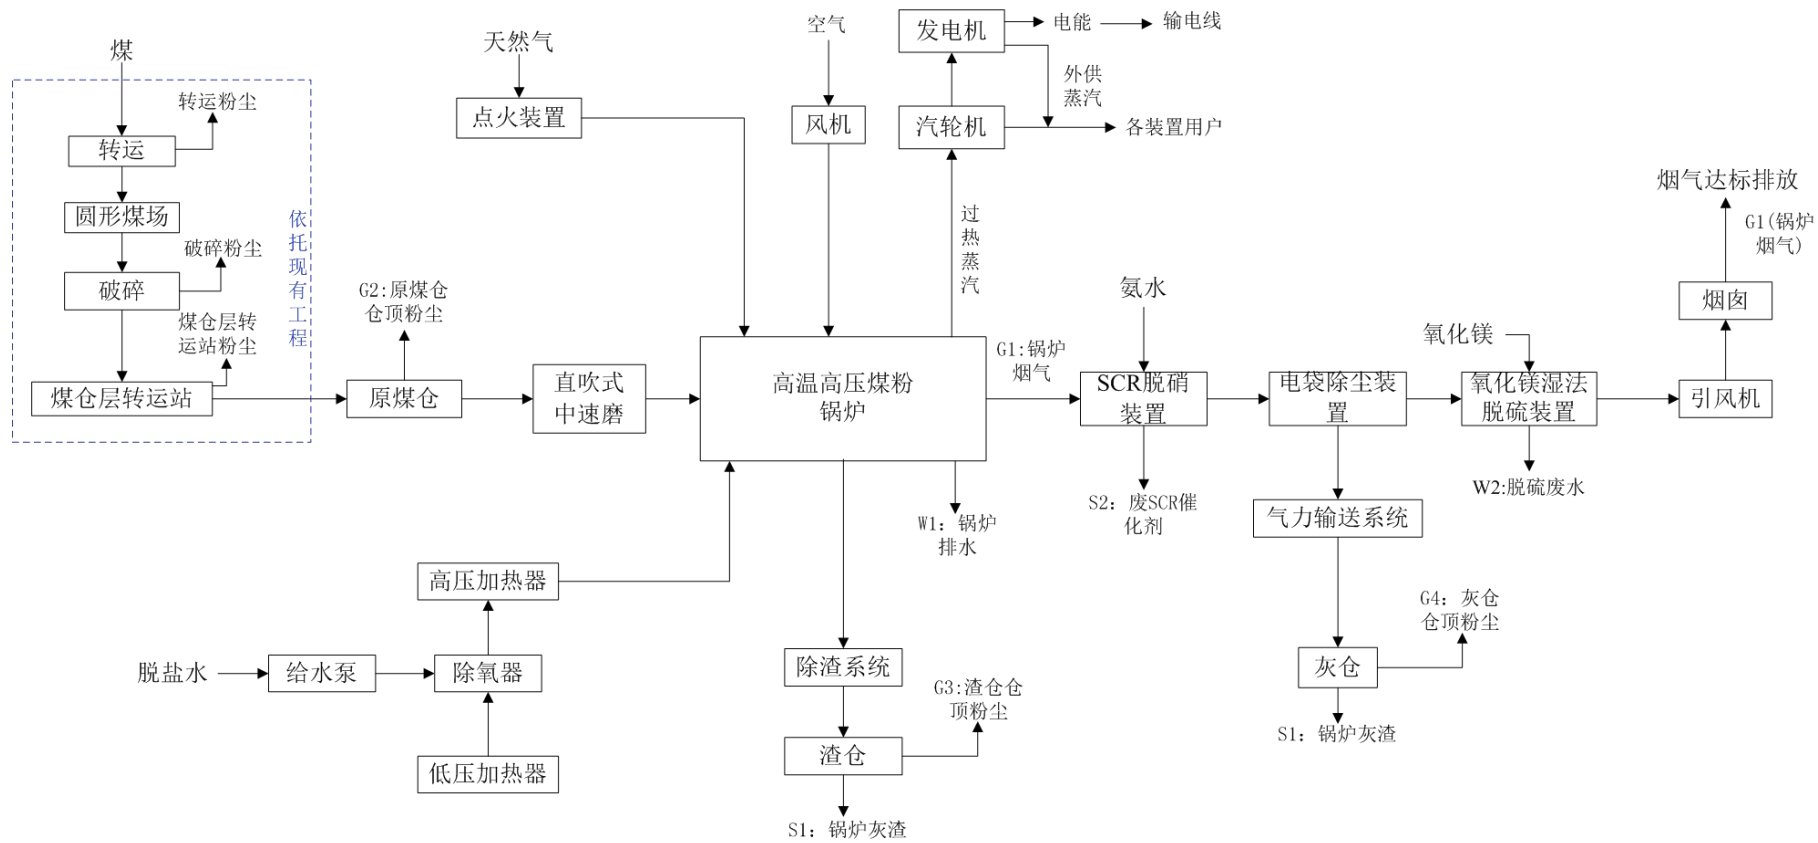 煤
转运粉尘
转运
圆形煤场
破碎粉尘
破碎
煤仓层转
运站粉尘
煤仓层转运站
依托现有工程
天然气
点火装置
空气
风机
发电机
电能
输电线
外供
蒸汽
汽轮机
各装置用户
过热蒸汽
G2:原煤仓
仓顶粉尘
原煤仓
直吹式
中速磨
高温高压煤粉
锅炉
G1:锅炉
烟气
氨水
SCR脱硝
装置
S2：废SCR催
化剂
电袋除尘装
置
氧化镁
氧化镁湿法
脱硫装置
W2:脱硫废水
引风机
烟囱
G1(锅炉
烟气)
烟气达标排放
W1：锅炉
排水
气力输送系统
G4：灰仓
仓顶粉尘
灰仓
S1：锅炉灰渣
高压加热器
脱盐水
给水泵
除氧器
低压加热器
除渣系统
G3:渣仓仓
顶粉尘
渣仓
S1：锅炉灰渣